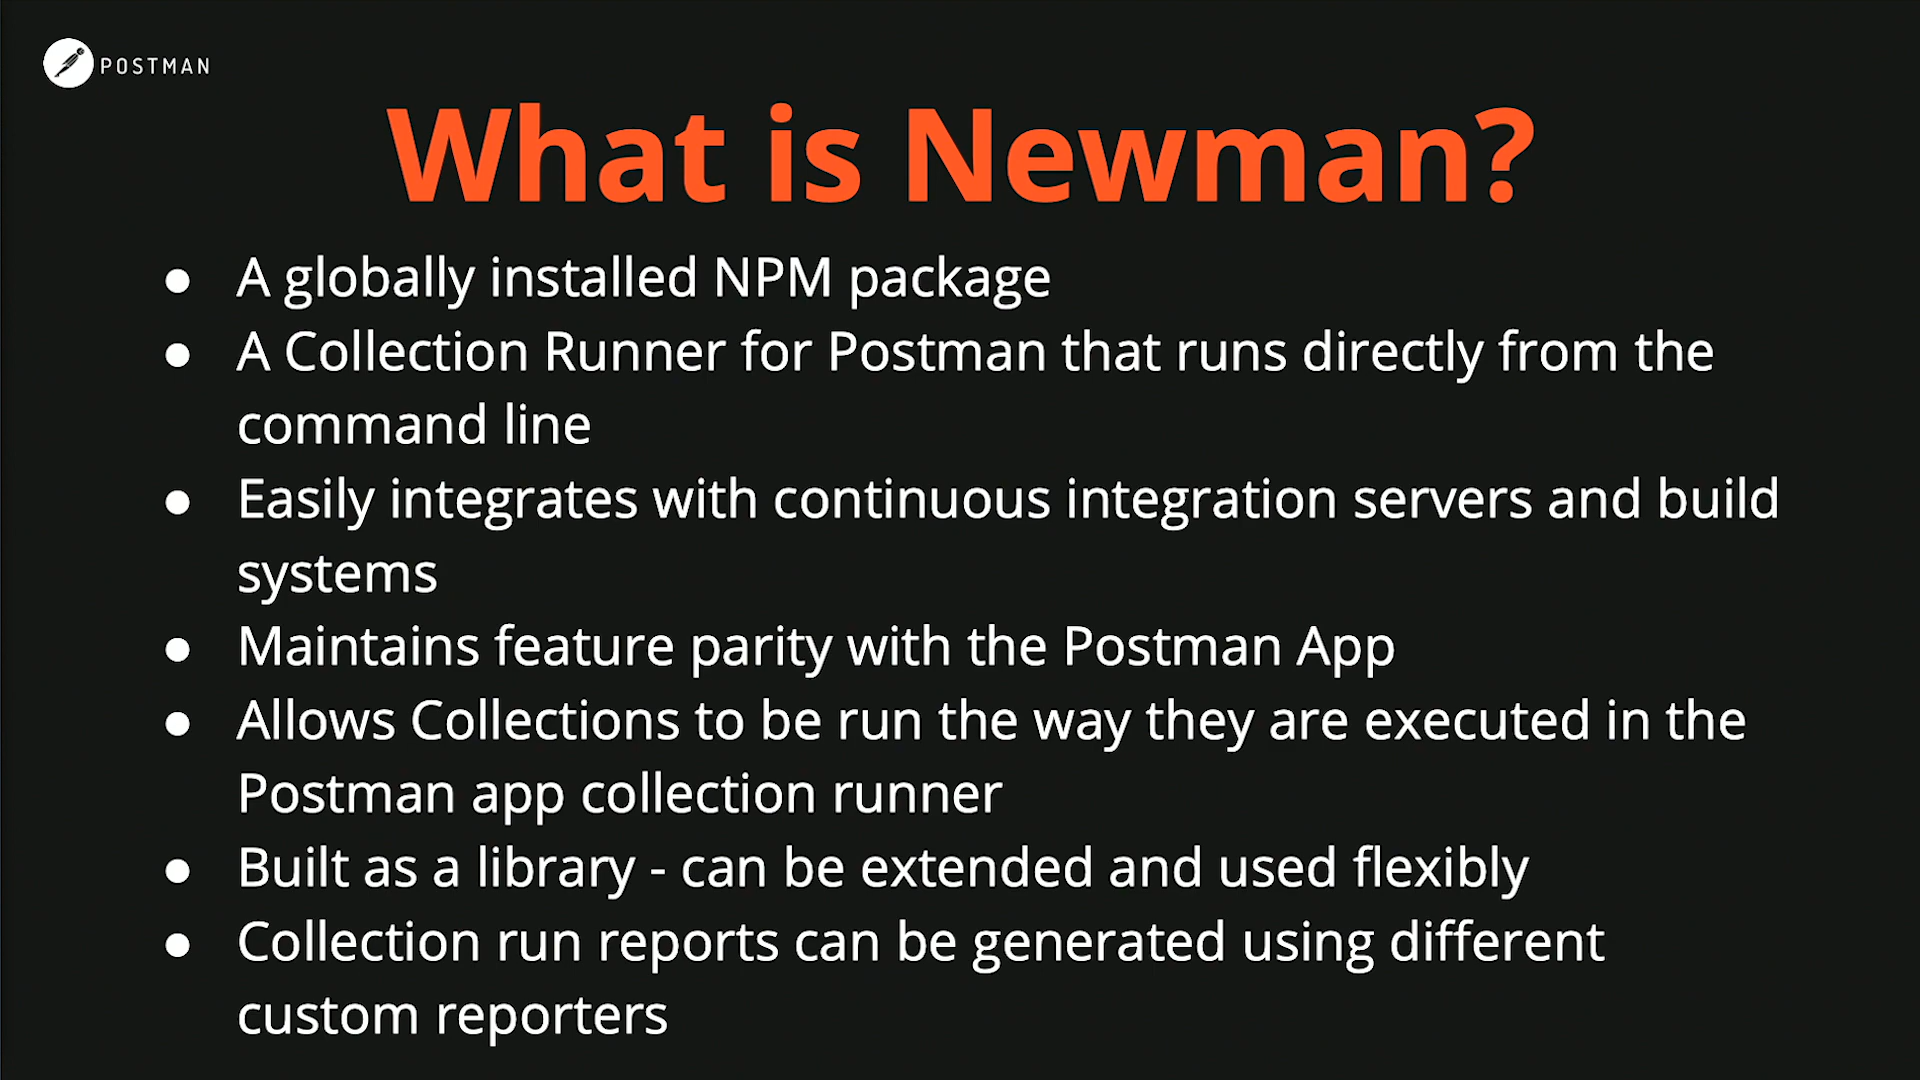 POSTMAN
What is Newman?
● A globally installed NPM package
● A Collection Runner for Postman that runs directly from the
command line
● Easily integrates with continuous integration servers and build
systems
● Maintains feature parity with the Postman App
● Allows Collections to be run the way they are executed in the
Postman app collection runner
● Built as a library - can be extended and used flexibly
● Collection run reports can be generated using different
custom reporters